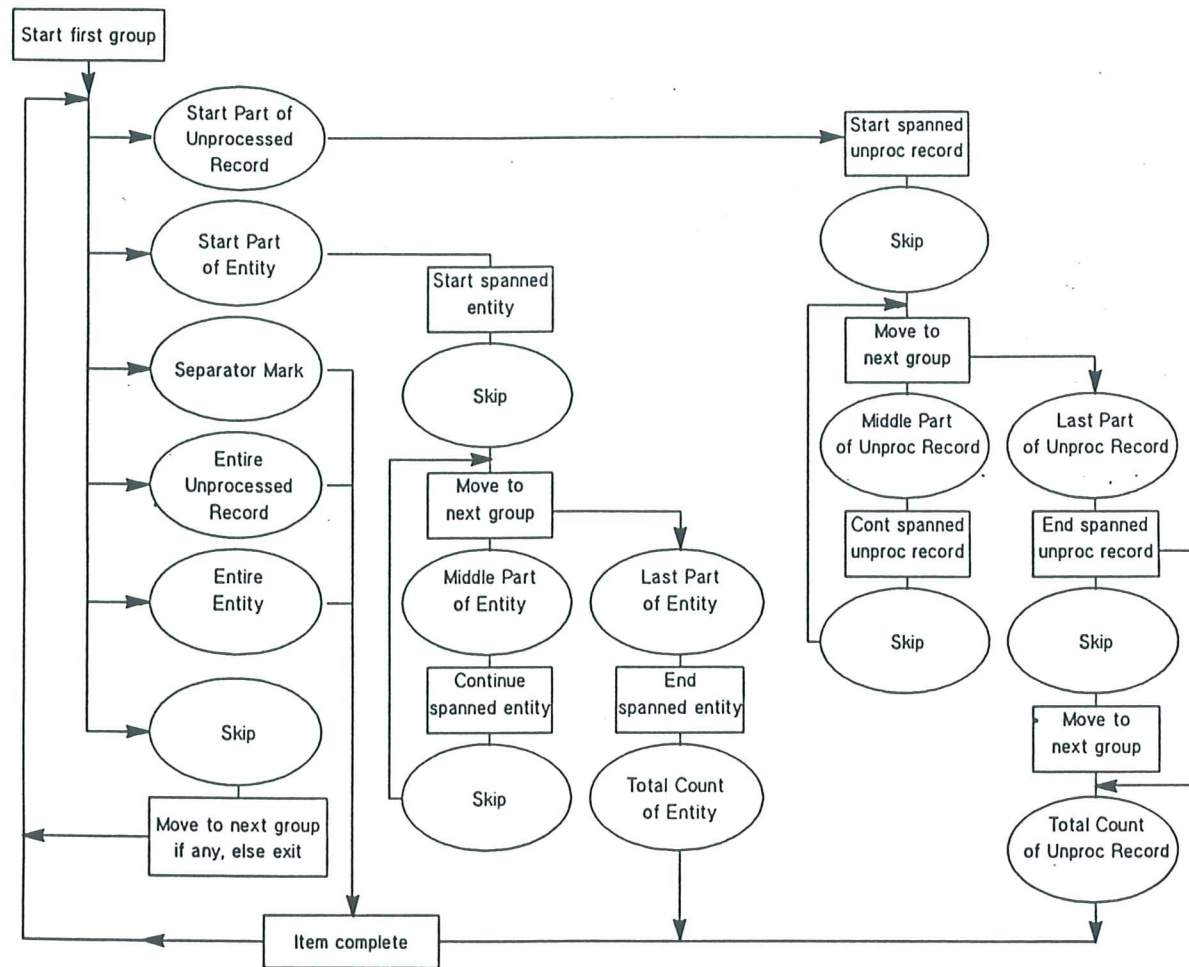 Start first group
Start Part of
Unprocessed
Record
Start Part
of Entity
Separator Mark
Entire
Unprocessed
Record
Entire
Entity
Skip
Move to next group
if any, else exit
Item complete
Start spanned
entity
Skip
Move to
next group
Middle Part
of Entity
Continue
spanned entity
Skip
Last Part
of Entity
End
spanned entity
Total Count
of Entity
Start spanned
unproc record
Skip
Move to
next group
Middle Part
of Unproc Record
Cont spanned
unproc record
Skip
Last Part
of Unproc Record
End spanned
unproc record
Skip
Move to
next group
Total Count
of Unproc Record